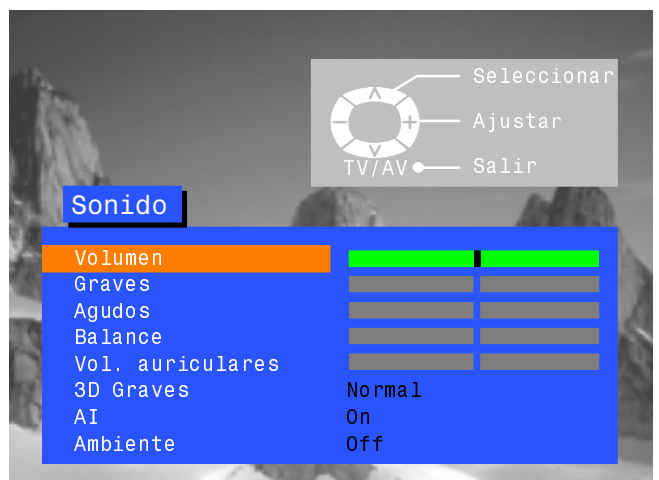 Seleccionar
Ajustar
TV/AV Salir
Sonido
Volumen
Graves
Agudos
Balance
Vol. auriculares
3D Graves Normal
AI On
Ambiente Off